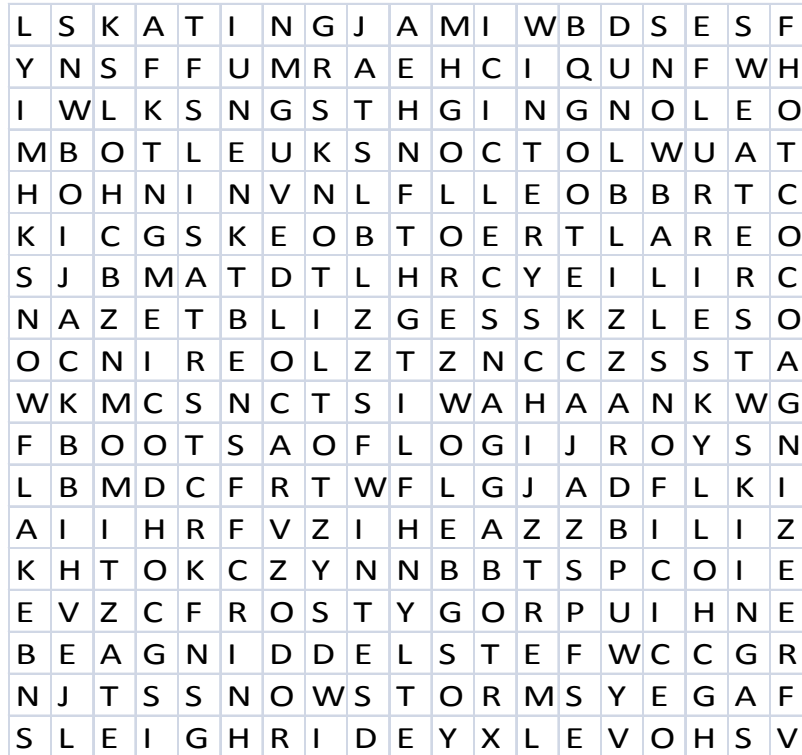 L S K A T I N G J A M I W B D S E S F
Y N S F F U M R A E H C I Q U N F W H
I W L K S N G S T H G I N G N O L E O
M B O T L E U K S N O C T O L W U A T
H O H N I N V N L F L L E O B B R T C
K I C G S K E O B T O E R T L A R E O
S J B M A T D T L H R C Y E I L I R C
N A Z E T B L I Z G E S S K Z L E S O
O C N I R E O L Z T Z N C C Z S S T A
W K M C S N C T S I W A H A A N K W G
F B O O T S A O F L O G I J R O Y S N
L B M D C F R T W F L G J A D F L K I
A I I H R F V Z I H E A Z Z B I L I Z
K H T O K C Z Y N N B B T S P C O I E
E V Z C F R O S T Y G O R P U I H N E
B E A G N I D D E L S T E F W C C G R
N J T S S N O W S T O R M S Y E G A F
S L E I G H R I D E Y X L E V O H S V